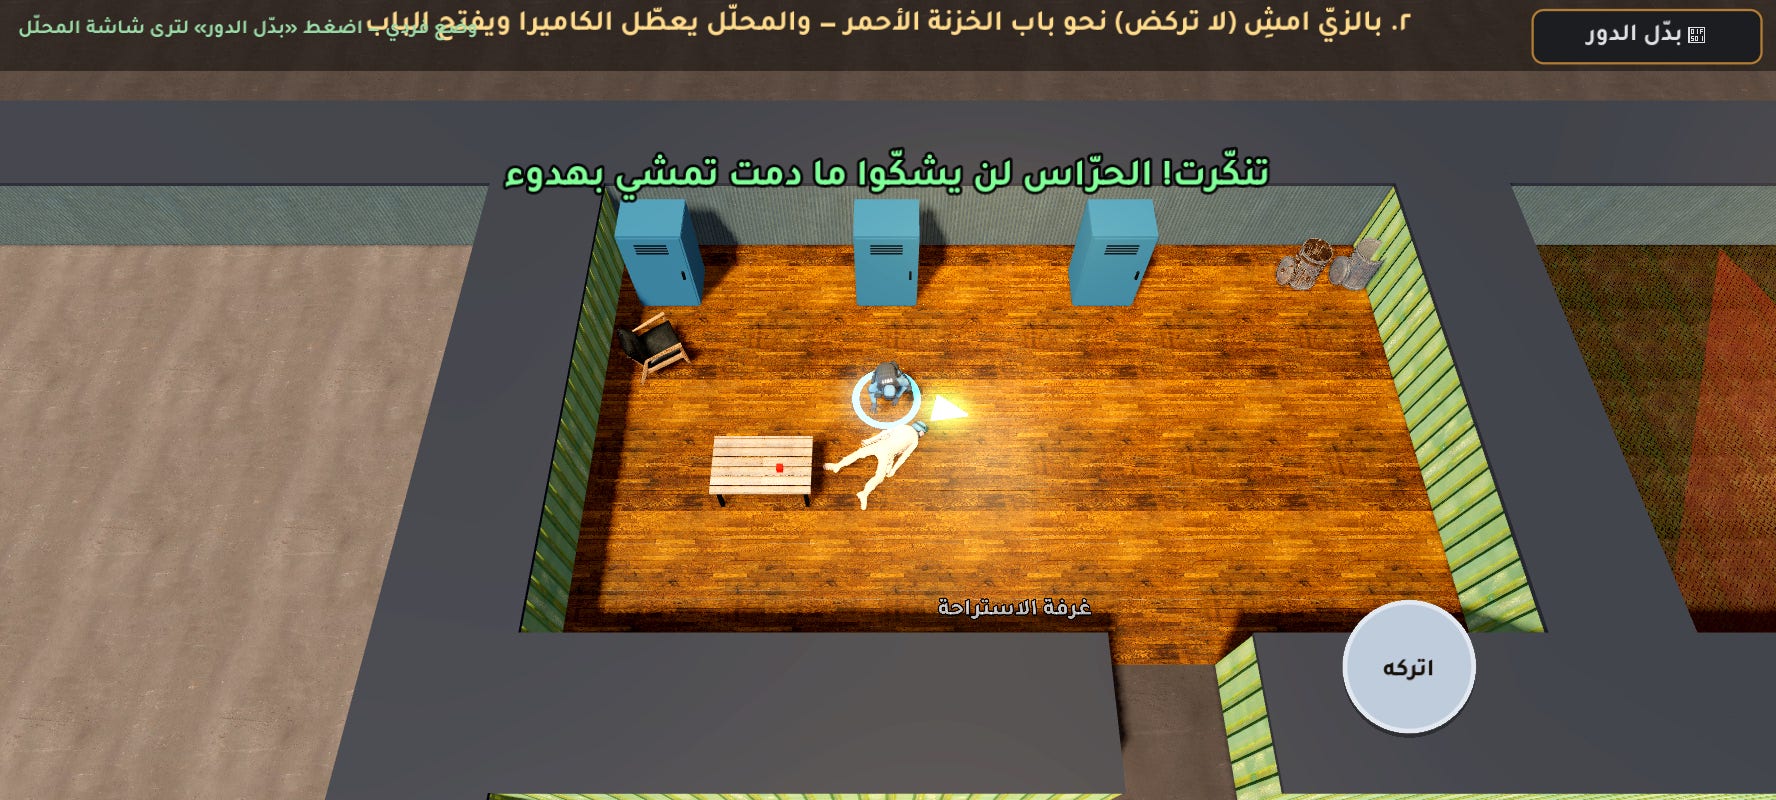 بدّل الدور
٢. بالزيّ امشِ (لا تركض) نحو باب الخزنة الأحمر – والمحلّل يعطّل الكاميرا ويفتح الباب
اضغط «بدّل الدور» لترى شاشة المحلّل
تنكّرت! الحرّاس لن يشكّوا ما دمت تمشي بهدوء
غرفة الاستراحة
اتركه